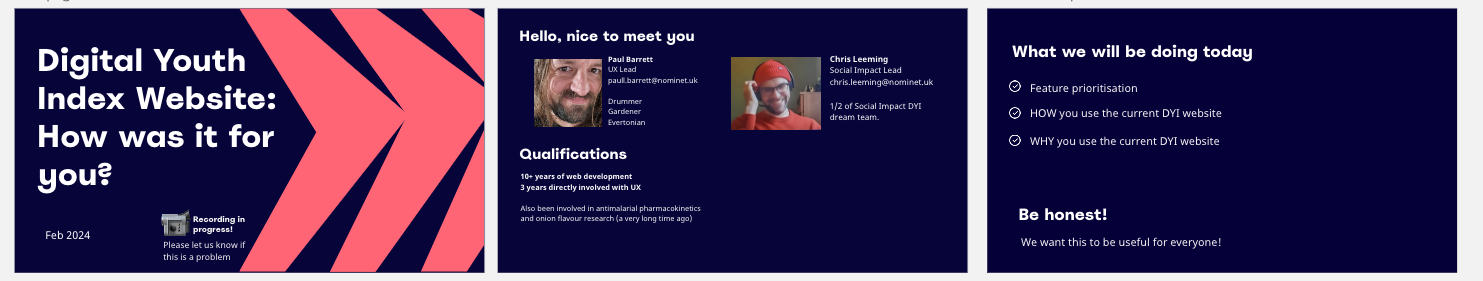 Digital Youth
Index Website:
How was it for
you?
Feb 2024
Recording in
progress!
Please let us know if
this is a problem
Hello, nice to meet you
Paul Barrett
UX Lead
paull.barrett@nominet.uk
Drummer
Gardener
Evertonian
Chris Leeming
Social Impact Lead
chris.leeming@nominet.uk
1/2 of Social Impact DYI
dream team.
Qualifications
10+ years of web development
3 years directly involved with UX
Also been involved in antimalarial pharmacokinetics
and onion flavour research (a very long time ago)
What we will be doing today
Feature prioritisation
HOW you use the current DYI website
WHY you use the current DYI website
Be honest!
We want this to be useful for everyone!